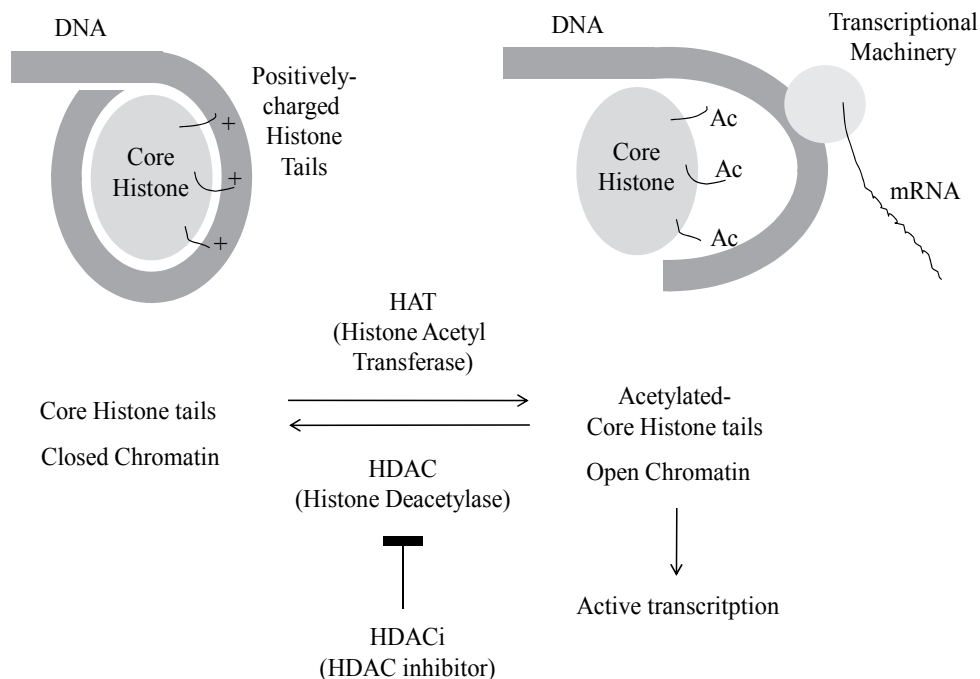 DNA
Positively-
charged
Histone
Tails
+
+
+
Core
Histone
DNA
Transcriptional
Machinery
Ac
Ac
Ac
Core
Histone
mRNA
HAT
(Histone Acetyl
Transferase)
Core Histone tails
Closed Chromatin
Acetylated-
Core Histone tails
Open Chromatin
HDAC
(Histone Deacetylase)
Active transcritption
HDACi
(HDAC inhibitor)